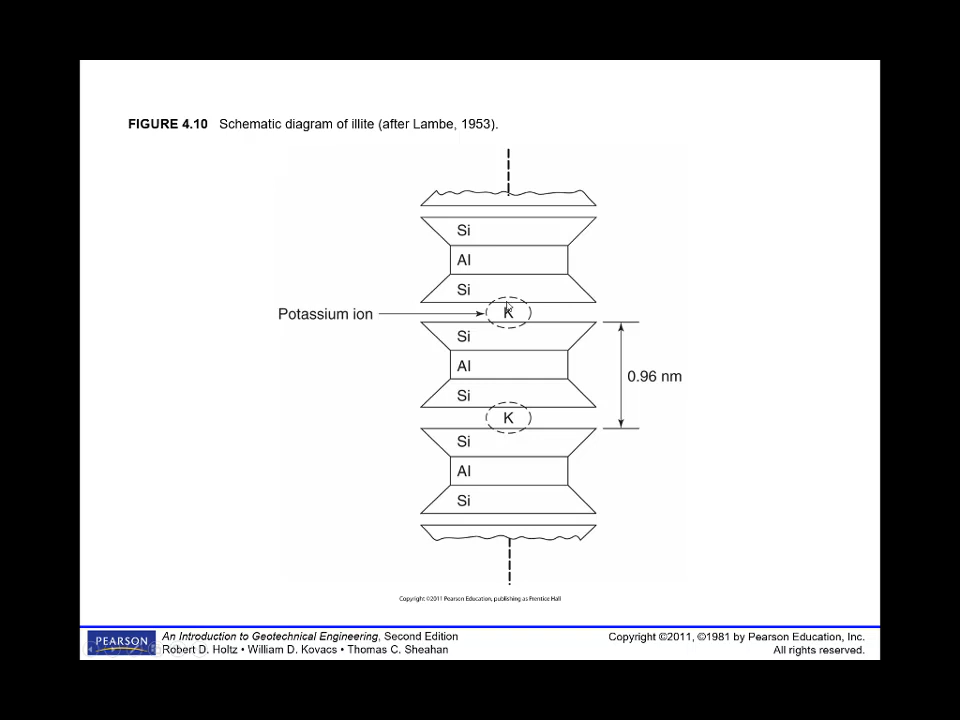 FIGURE 4.10 Schematic diagram of illite (after Lambe, 1953).
Si
Al
Si
Potassium ion
K
Si
Al
0.96 nm
Si
K
Si
Al
Si
Copyright ©2011 Pearson Education, publishing as Prentice Hall
PEARSON
An Introduction to Geotechnical Engineering, Second Edition
Robert D. Holtz • William D. Kovacs • Thomas C. Sheahan
Copyright ©2011, ©1981 by Pearson Education, Inc.
All rights reserved.